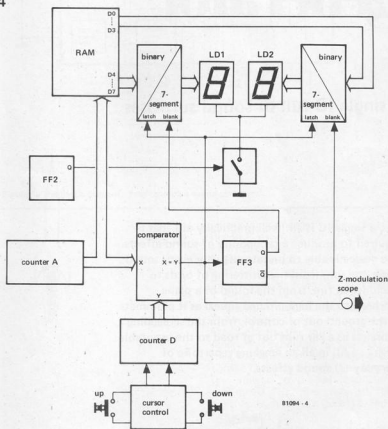 4
RAM
D0
D3
D4
D7
binary
7-
segment
latch blank
LD1
LD2
binary
7-
segment
latch blank
FF2
Q
comparator
counter A
X
X = Y
Y
FF3
Q
Q̅
Z-modulation
scope
counter D
up
down
cursor
control
81094 - 4